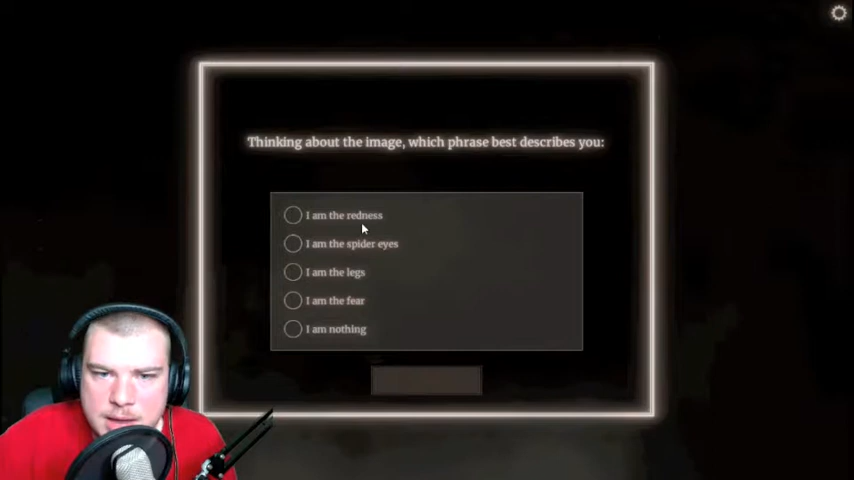 Thinking about the image, which phrase best describes you:
I am the redness
I am the spider eyes
I am the legs
I am the fear
I am nothing